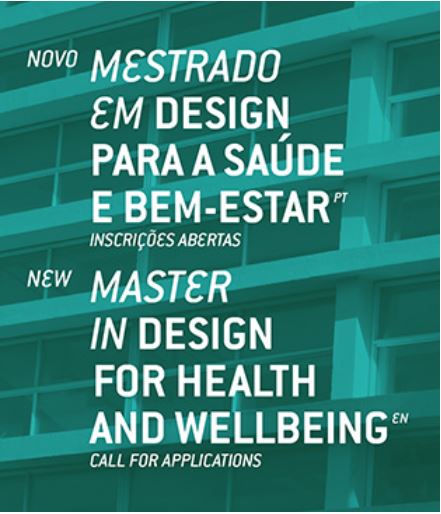 NOVO MESTRADO
EM DESIGN
PARA A SAÚDE
E BEM-ESTAR PT
INSCRIÇÕES ABERTAS
NEW MASTER
IN DESIGN
FOR HEALTH
AND WELLBEING EN
CALL FOR APPLICATIONS